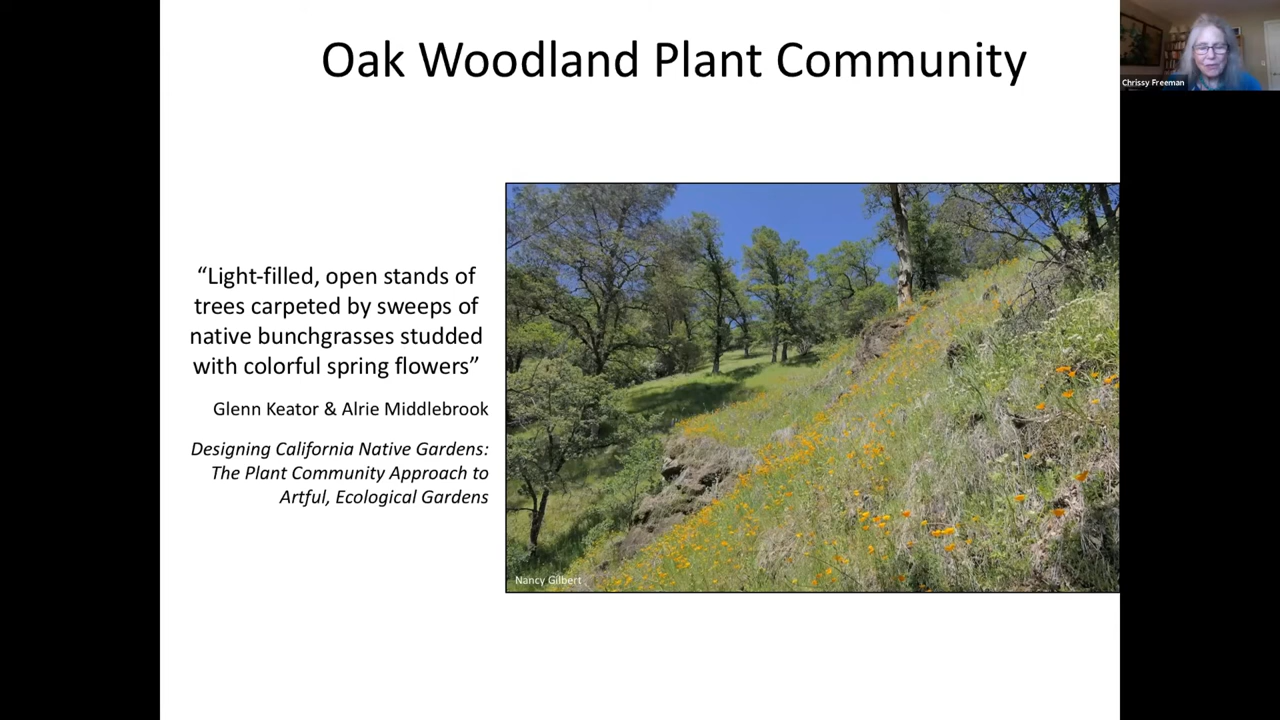 Oak Woodland Plant Community
Chrissy Freeman
“Light-filled, open stands of
trees carpeted by sweeps of
native bunchgrasses studded
with colorful spring flowers”
Glenn Keator & Alrie Middlebrook
Designing California Native Gardens:
The Plant Community Approach to
Artful, Ecological Gardens
Nancy Gilbert